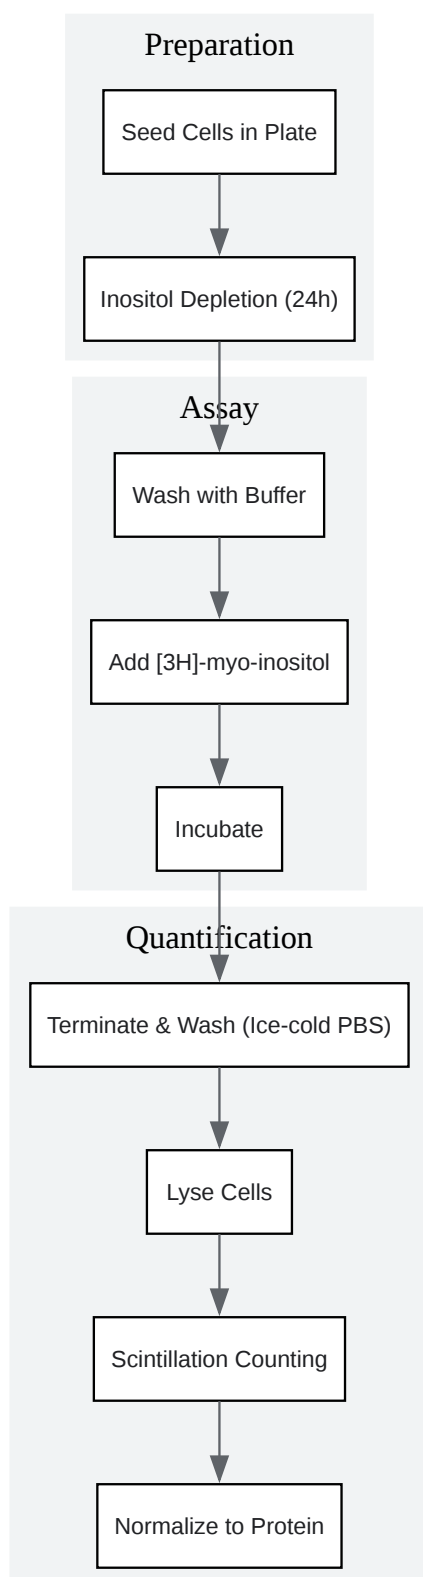 Preparation
Seed Cells in Plate
Inositol Depletion (24h)
Assay
Wash with Buffer
Add [3H]-myo-inositol
Incubate
Quantification
Terminate & Wash (Ice-cold PBS)
Lyse Cells
Scintillation Counting
Normalize to Protein